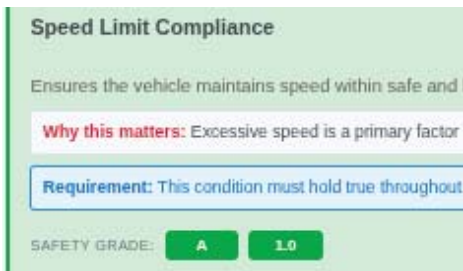 Speed Limit Compliance
Ensures the vehicle maintains speed within safe and
Why this matters: Excessive speed is a primary factor
Requirement: This condition must hold true throughout
SAFETY GRADE: A 1.0